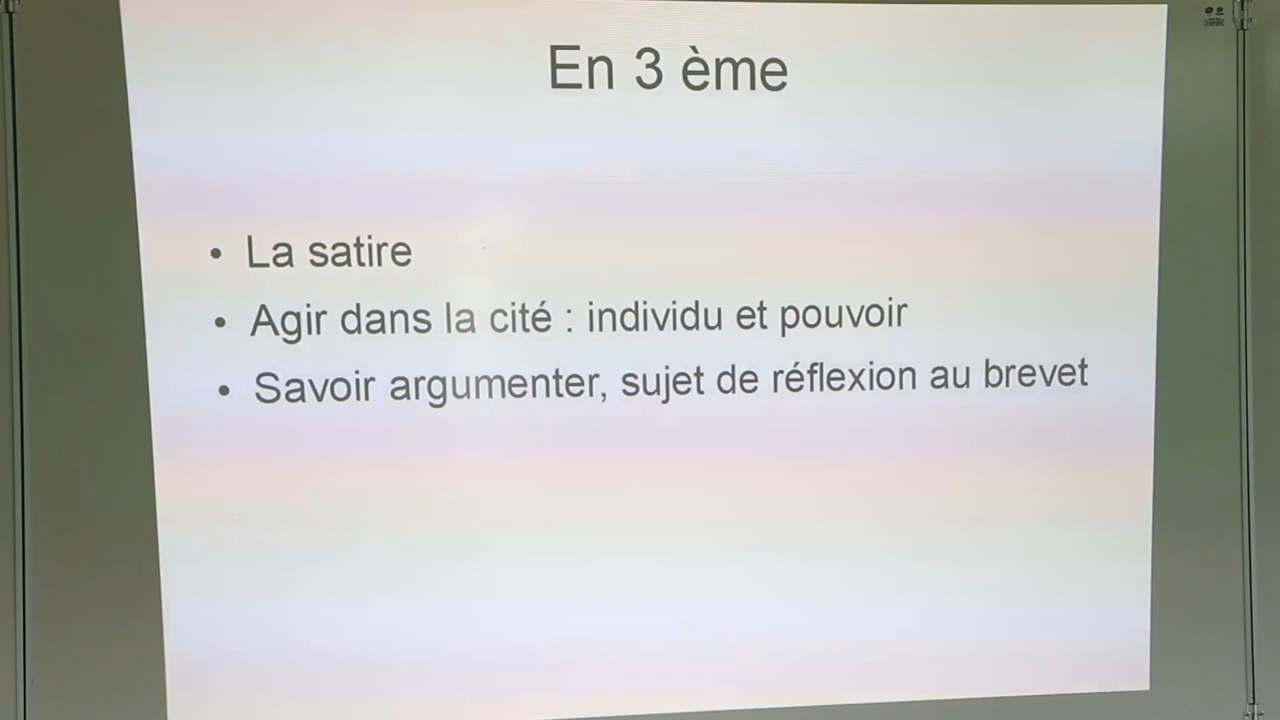 En 3 ème
• La satire
• Agir dans la cité : individu et pouvoir
• Savoir argumenter, sujet de réflexion au brevet